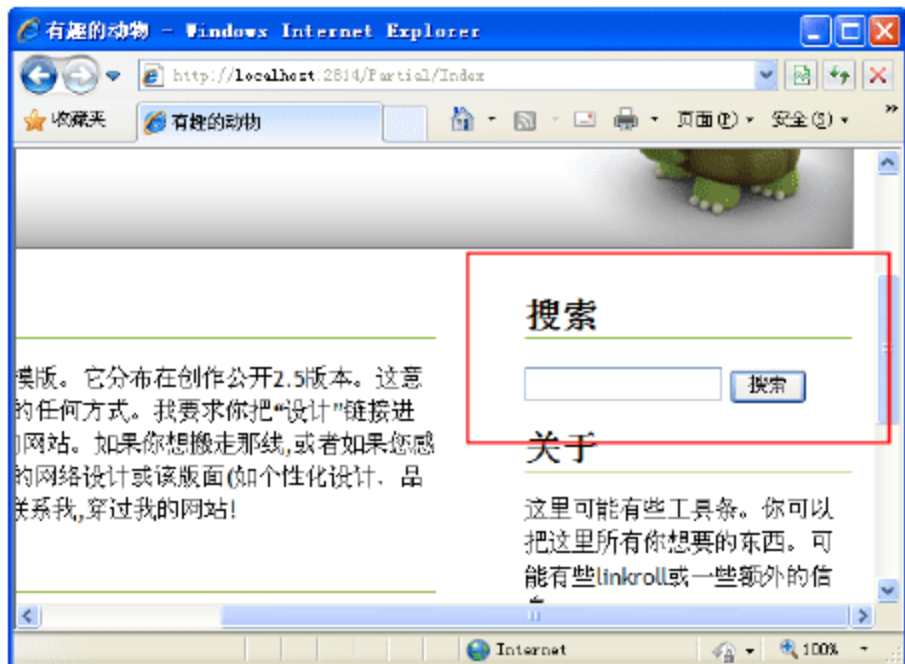 有趣的动物 - Windows Internet Explorer
http://localhost:2814/Partial/Index
收藏夹
有趣的动物
页面(P)
安全(S)
»
搜索
模版。它分布在创作公开2.5版本。这意
的任何方式。我要求你把“设计”链接进
网站。如果你想搬走那线,或者如果您感
的网络设计或该版面(如个性化设计、品
联系我,穿过我的网站!
搜索
关于
这里可能有些工具条。你可以
把这里所有你想要的东西。可
能有些linkroll或一些额外的信
Internet
100%